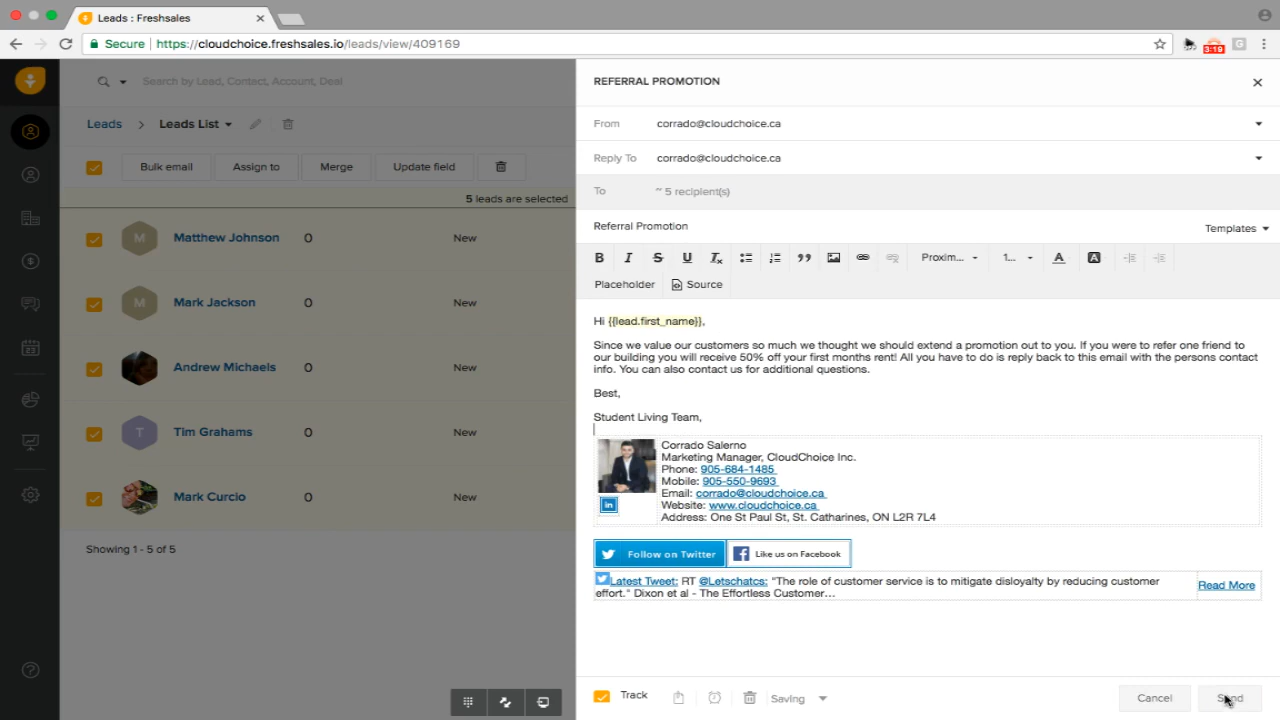 Leads : Freshsales
Secure https://cloudchoice.freshsales.io/leads/view/409169
3:19
G
Search by Lead, Contact, Account, Deal
Leads > Leads List
Bulk email Assign to Merge Update field
5 leads are selected
M Matthew Johnson 0 New
M Mark Jackson 0 New
Andrew Michaels 0 New
T Tim Grahams 0 New
Mark Curcio 0 New
Showing 1 - 5 of 5
REFERRAL PROMOTION
From corrado@cloudchoice.ca
Reply To corrado@cloudchoice.ca
To ~ 5 recipient(s)
Referral Promotion
Templates
B I S U Tx Proxim... 1... A A
Placeholder Source
Hi {{lead.first_name}},
Since we value our customers so much we thought we should extend a promotion out to you. If you were to refer one friend to
our building you will receive 50% off your first months rent! All you have to do is reply back to this email with the persons contact
info. You can also contact us for additional questions.
Best,
Student Living Team,
Corrado Salerno
Marketing Manager, CloudChoice Inc.
Phone: 905-684-1485
Mobile: 905-550-9693
Email: corrado@cloudchoice.ca
in
Website: www.cloudchoice.ca
Address: One St Paul St, St. Catharines, ON L2R 7L4
Follow on Twitter Like us on Facebook
Latest Tweet: RT @Letschatcs: "The role of customer service is to mitigate disloyalty by reducing customer
effort." Dixon et al - The Effortless Customer...
Read More
Track Saving Cancel Send